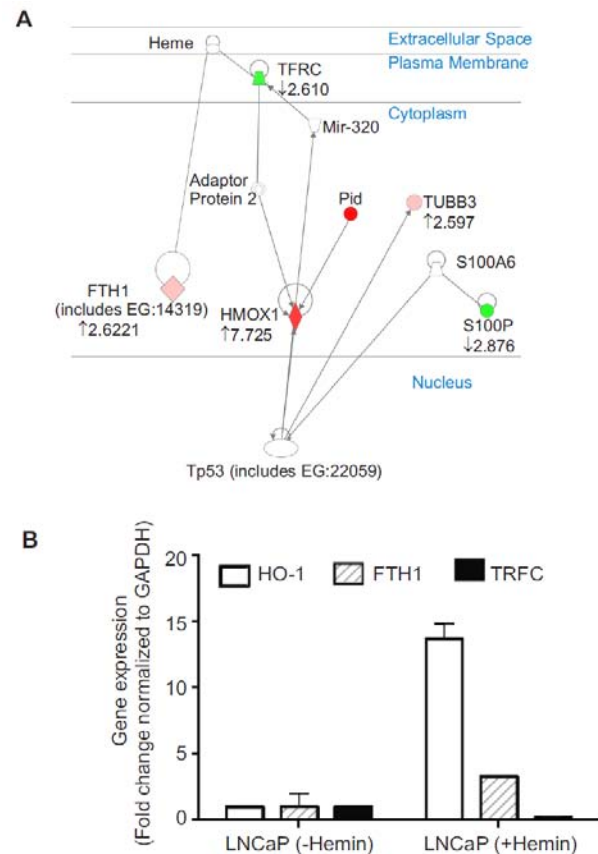 A
Heme
Extracellular Space
Plasma Membrane
TFRC
↓2.610
Cytoplasm
Mir-320
Adaptor
Protein 2
Pid
TUBB3
↑2.597
S100A6
FTH1
(includes EG:14319)
↑2.6221
HMOX1
↑7.725
S100P
↓2.876
Nucleus
Tp53 (includes EG:22059)
B
Gene expression
(Fold change normalized to GAPDH)
20
15
10
5
0
HO-1 FTH1 TRFC
LNCaP (-Hemin) LNCaP (+Hemin)